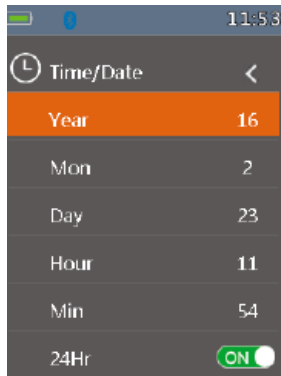 11:53
Time/Date <
Year 16
Mon 2
Day 23
Hour 11
Min 54
24Hr ON